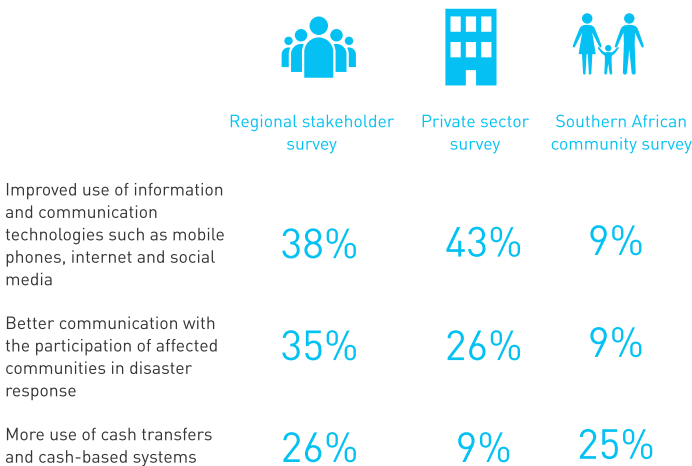 Regional stakeholder
survey
Private sector
survey
Southern African
community survey
Improved use of information
and communication
technologies such as mobile
phones, internet and social
media
38%
43%
9%
Better communication with
the participation of affected
communities in disaster
response
35%
26%
9%
More use of cash transfers
and cash-based systems
26%
9%
25%